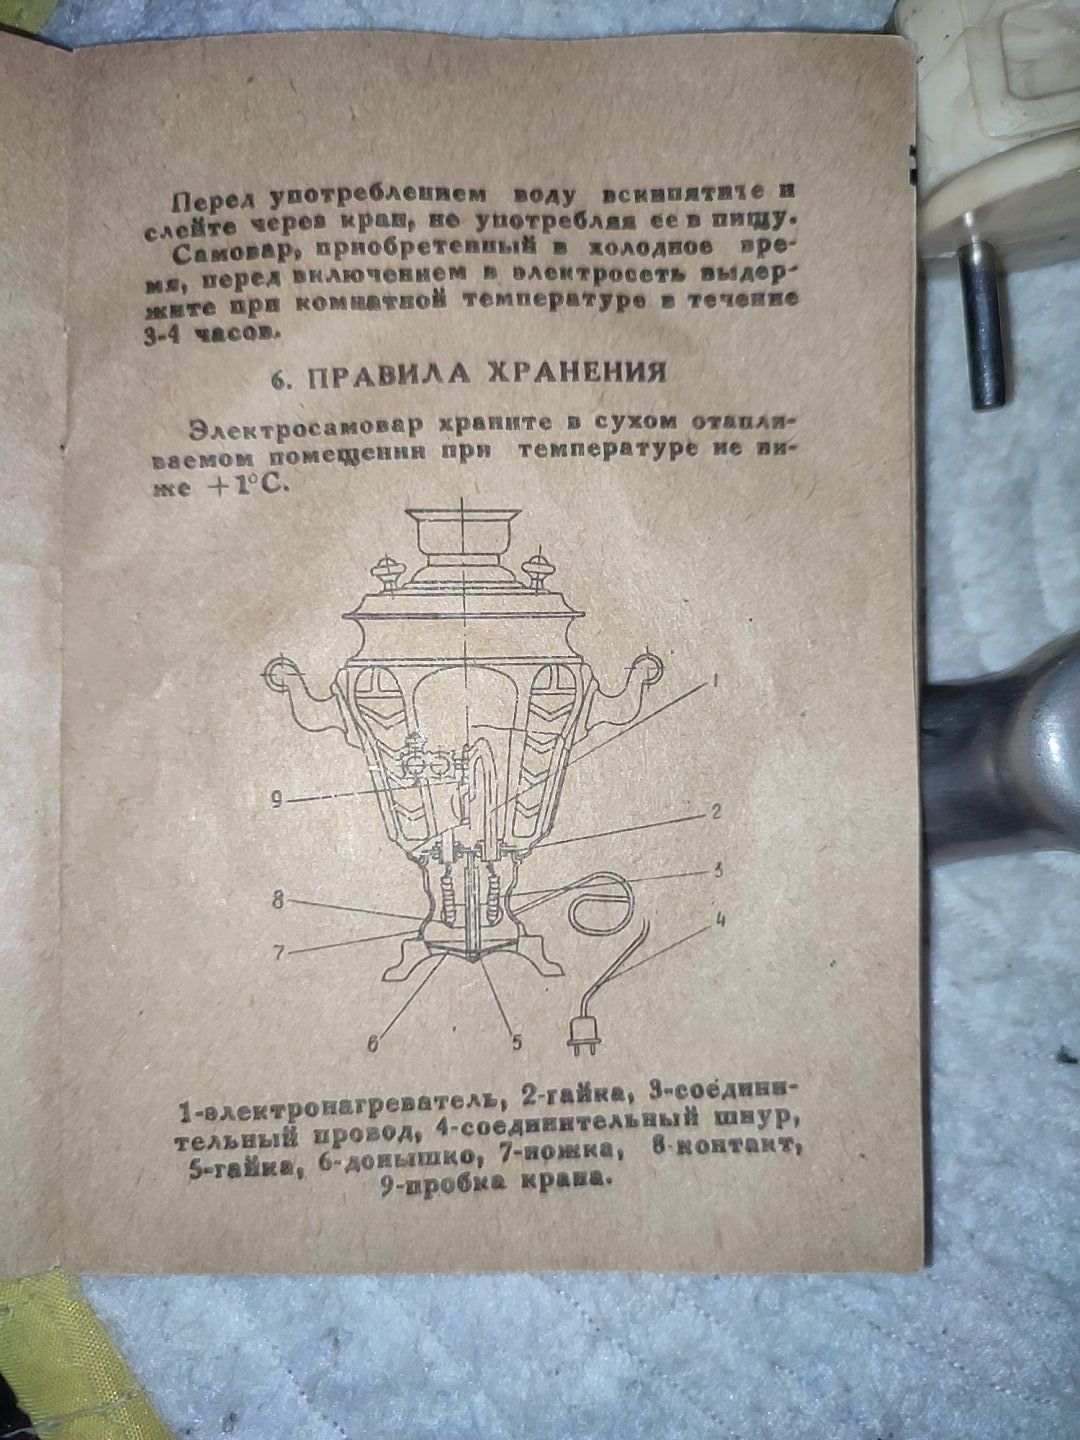 Перед употреблением воду вскипятите и
слейте через кран, не употребляя ее в пищу.
Самовар, приобретенный в холодное вре-
мя, перед включением в электросеть выдер-
жите при комнатной температуре в течение
3-4 часов.
6. ПРАВИЛА ХРАНЕНИЯ
Электросамовар храните в сухом отапли-
ваемом помещении при температуре не ни-
же +1°С.
1
9
2
3
8
4
7
6
5
1-электронагреватель, 2-гайка, 3-соедини-
тельный провод, 4-соединительный шнур,
5-гайка, 6-донышко, 7-ножка, 8-контакт,
9-пробка крана.